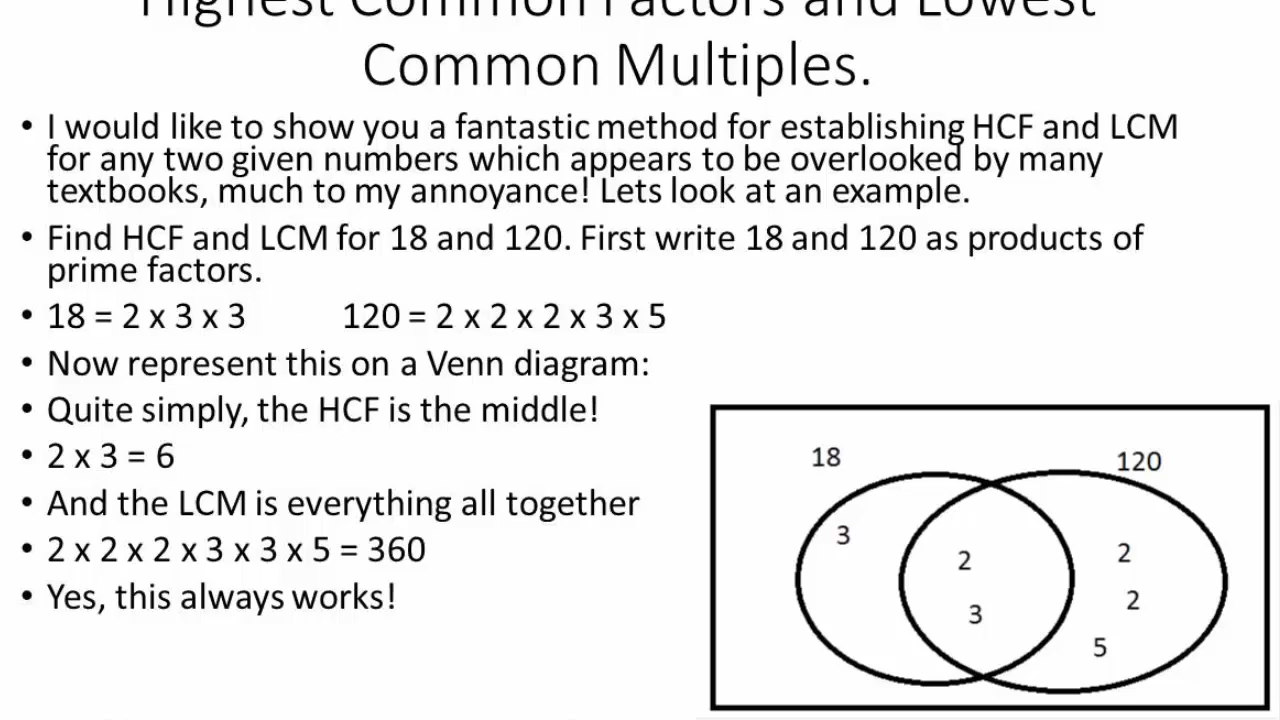 Highest Common Factors and Lowest
Common Multiples.
• I would like to show you a fantastic method for establishing HCF and LCM
for any two given numbers which appears to be overlooked by many
textbooks, much to my annoyance! Lets look at an example.
• Find HCF and LCM for 18 and 120. First write 18 and 120 as products of
prime factors.
• 18 = 2 x 3 x 3 120 = 2 x 2 x 2 x 3 x 5
• Now represent this on a Venn diagram:
• Quite simply, the HCF is the middle!
• 2 x 3 = 6
• And the LCM is everything all together
• 2 x 2 x 2 x 3 x 3 x 5 = 360
• Yes, this always works!
18
120
3
2
2
2
3
5